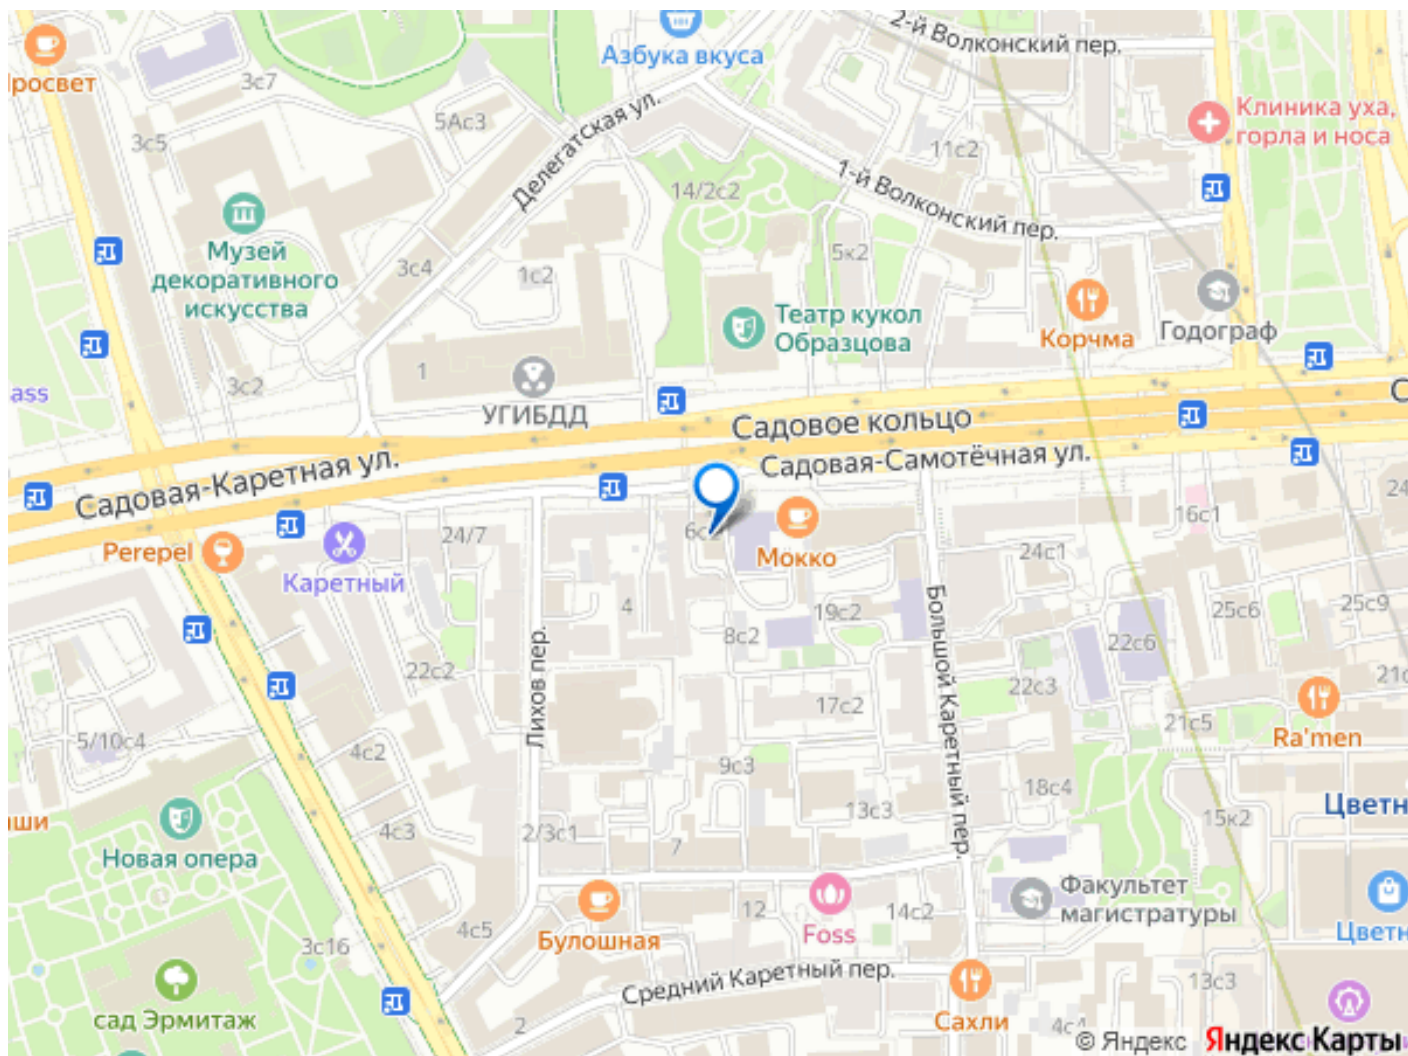 2-й Волконский пер.
Азбука вкуса
3с7
Клиника уха,
горла и носа
5Ас3
3с5
11с2
Делегатская ул.
14/2с2
1-й Волконский пер.
Музей
декоративного
искусства
3с4
1с2
5к2
Театр кукол
Образцова
Корчма
Годограф
1
3с2
УГИБДД
Садовое кольцо
Садовая-Самотёчная ул.
Садовая-Каретная ул.
24
16с1
Perepel
Каретный
24/7
Мокко
24с1
4
19с2
25с6
25с9
8с2
22с6
Большой Каретный пер.
Лихов пер.
22с2
22с3
17с2
21с5
Ra'men
5/10с4
4с2
9с3
18с4
13с3
15к2
4с3
2/3с1
7
Новая опера
Факультет
магистратуры
12
14с2
Foss
Булошная
4с5
3с16
Средний Каретный пер.
13с3
2
сад Эрмитаж
Сахли
4с4
© Яндекс Яндекс Карты